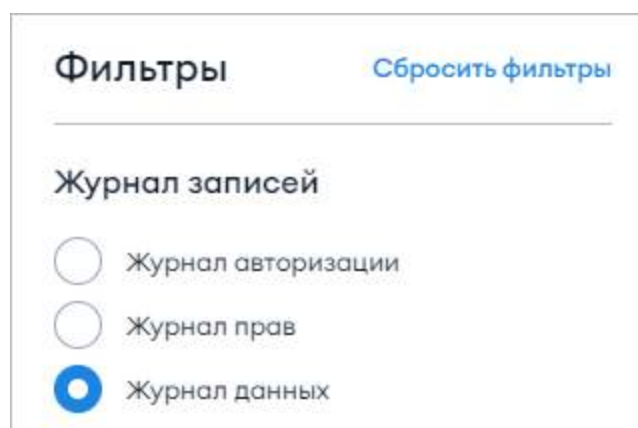 Фильтры
Сбросить фильтры
Журнал записей
Журнал авторизации
Журнал прав
Журнал данных